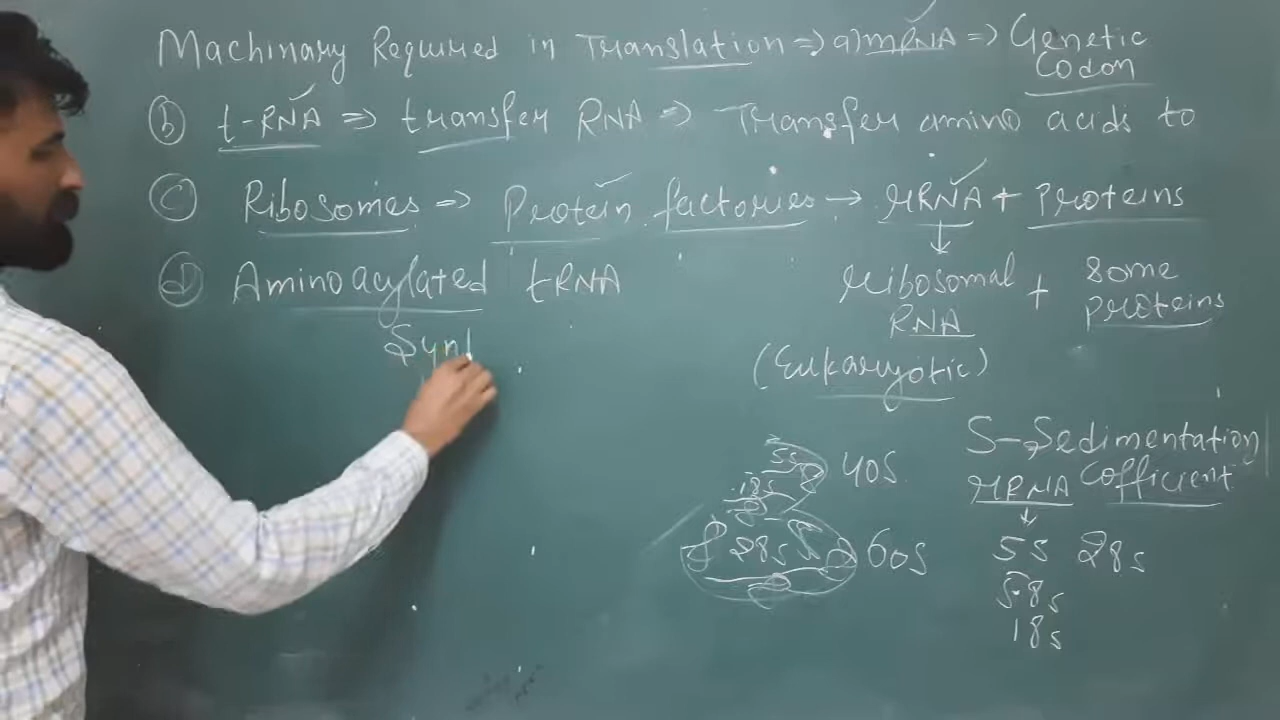 Machinary Required in Translation ⇒ a) mRNA ⇒ Genetic
Codon
(b) t-RNA ⇒ transfer RNA ⇒ Transfer amino acids to
(c) Ribosomes ⇒ Protein factories → rRNA + Proteins
↓
(d) Aminoacylated tRNA
Synt
ribosomal + some
RNA proteins
(Eukaryotic)
S-Sedimentation
rRNA cofficient
↓
5s 28s
5.8s
18s
5s 40s
18s
28s 60s